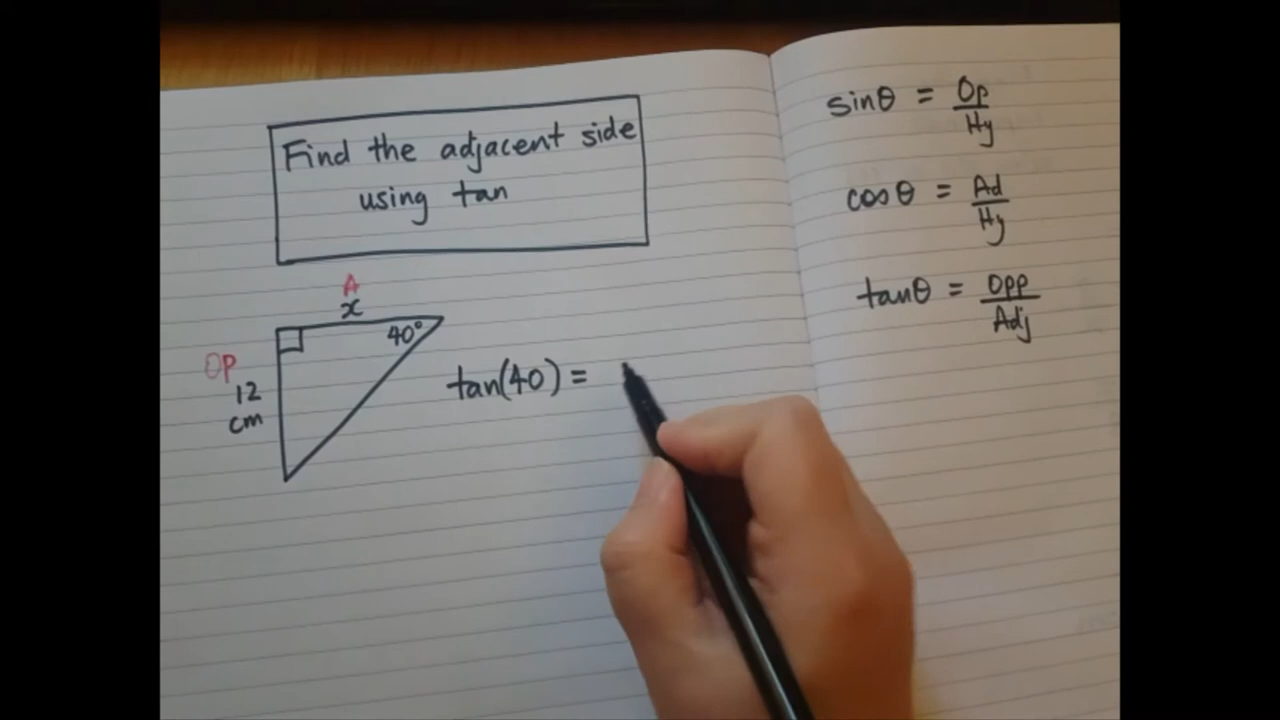 Find the adjacent side
using tan
A
x
40°
Op
12
cm
tan(40) =
sinθ = Op/Hy
cosθ = Ad/Hy
tanθ = Opp/Adj